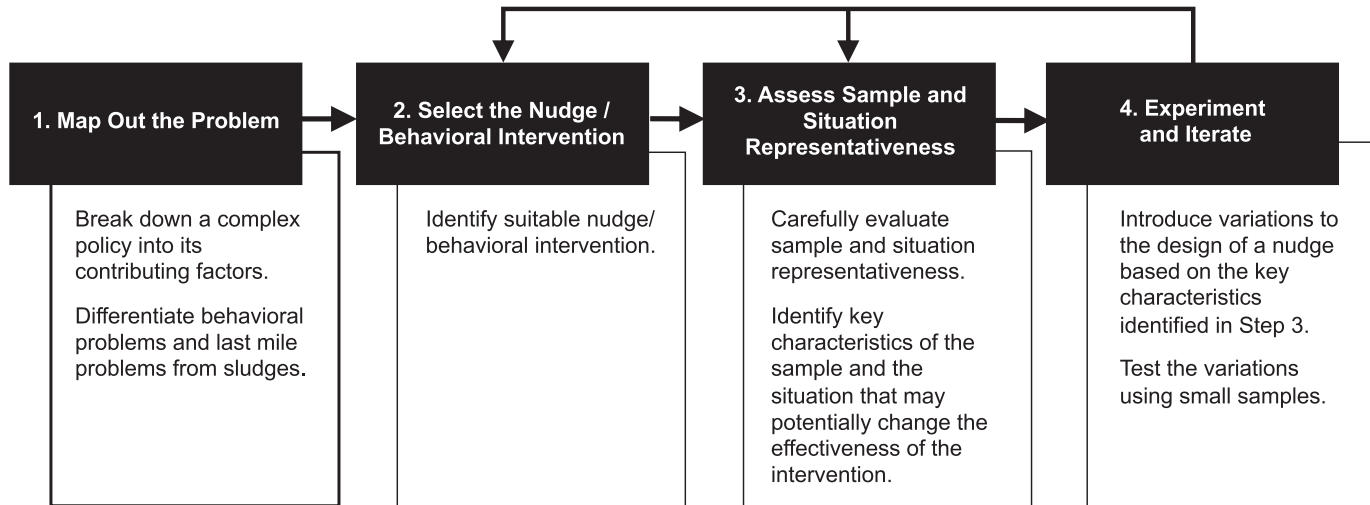 1. Map Out the Problem
Break down a complex
policy into its
contributing factors.
Differentiate behavioral
problems and last mile
problems from sludges.
2. Select the Nudge /
Behavioral Intervention
Identify suitable nudge/
behavioral intervention.
3. Assess Sample and
Situation
Representativeness
Carefully evaluate
sample and situation
representativeness.
Identify key
characteristics of the
sample and the
situation that may
potentially change the
effectiveness of the
intervention.
4. Experiment
and Iterate
Introduce variations to
the design of a nudge
based on the key
characteristics
identified in Step 3.
Test the variations
using small samples.